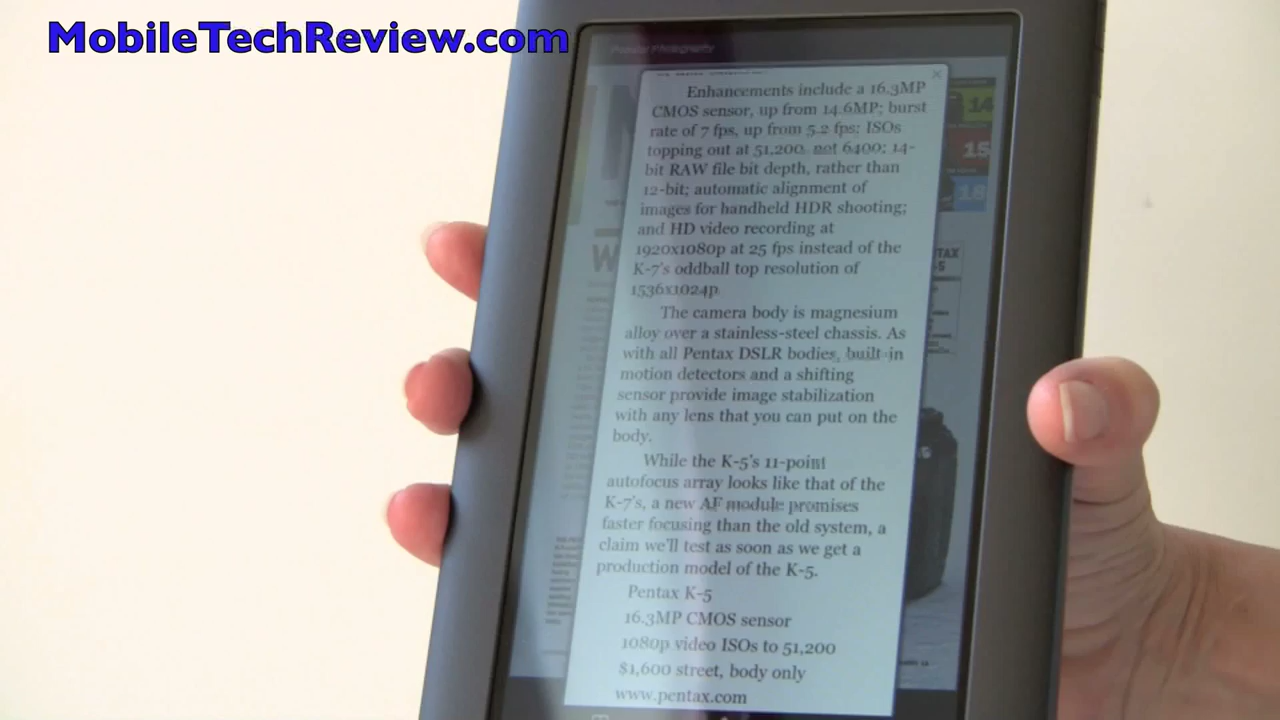 MobileTechReview.com
Popular Photography
Enhancements include a 16.3MP
CMOS sensor, up from 14.6MP; burst
rate of 7 fps, up from 5.2 fps; ISOs
topping out at 51,200, not 6400; 14-
bit RAW file bit depth, rather than
12-bit; automatic alignment of
images for handheld HDR shooting;
and HD video recording at
1920x1080p at 25 fps instead of the
K-7's oddball top resolution of
1536x1024p
The camera body is magnesium
alloy over a stainless-steel chassis. As
with all Pentax DSLR bodies, built-in
motion detectors and a shifting
sensor provide image stabilization
with any lens that you can put on the
body.
While the K-5's 11-point
autofocus array looks like that of the
K-7's, a new AF module promises
faster focusing than the old system, a
claim we'll test as soon as we get a
production model of the K-5.
Pentax K-5
16.3MP CMOS sensor
1080p video ISOs to 51,200
$1,600 street, body only
www.pentax.com
14
15
18